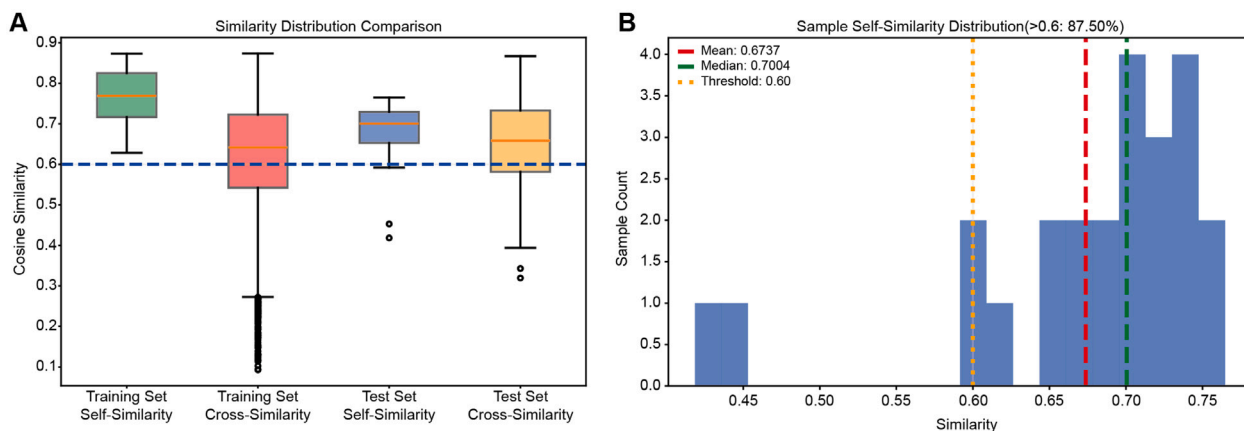 A
Similarity Distribution Comparison
Cosine Similarity
0.9
0.8
0.7
0.6
0.5
0.4
0.3
0.2
0.1
Training Set
Self-Similarity
Training Set
Cross-Similarity
Test Set
Self-Similarity
Test Set
Cross-Similarity
B
Sample Self-Similarity Distribution(>0.6: 87.50%)
Mean: 0.6737
Median: 0.7004
Threshold: 0.60
Sample Count
4.0
3.5
3.0
2.5
2.0
1.5
1.0
0.5
0.0
0.45
0.50
0.55
0.60
0.65
0.70
0.75
Similarity